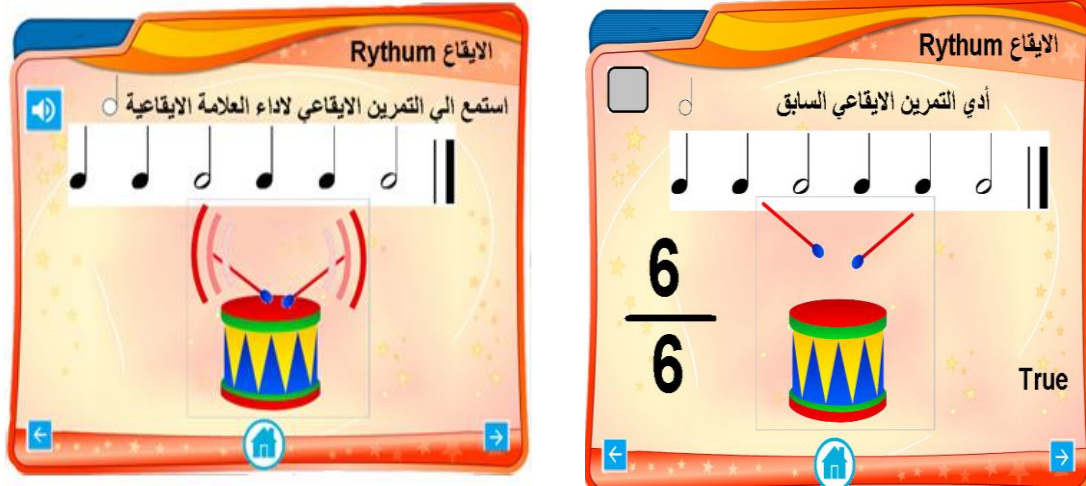 الايقاع Rythum
استمع الي التمرين الايقاعي لاداء العلامة الايقاعية
الايقاع Rythum
أدي التمرين الايقاعي السابق
6
6
True